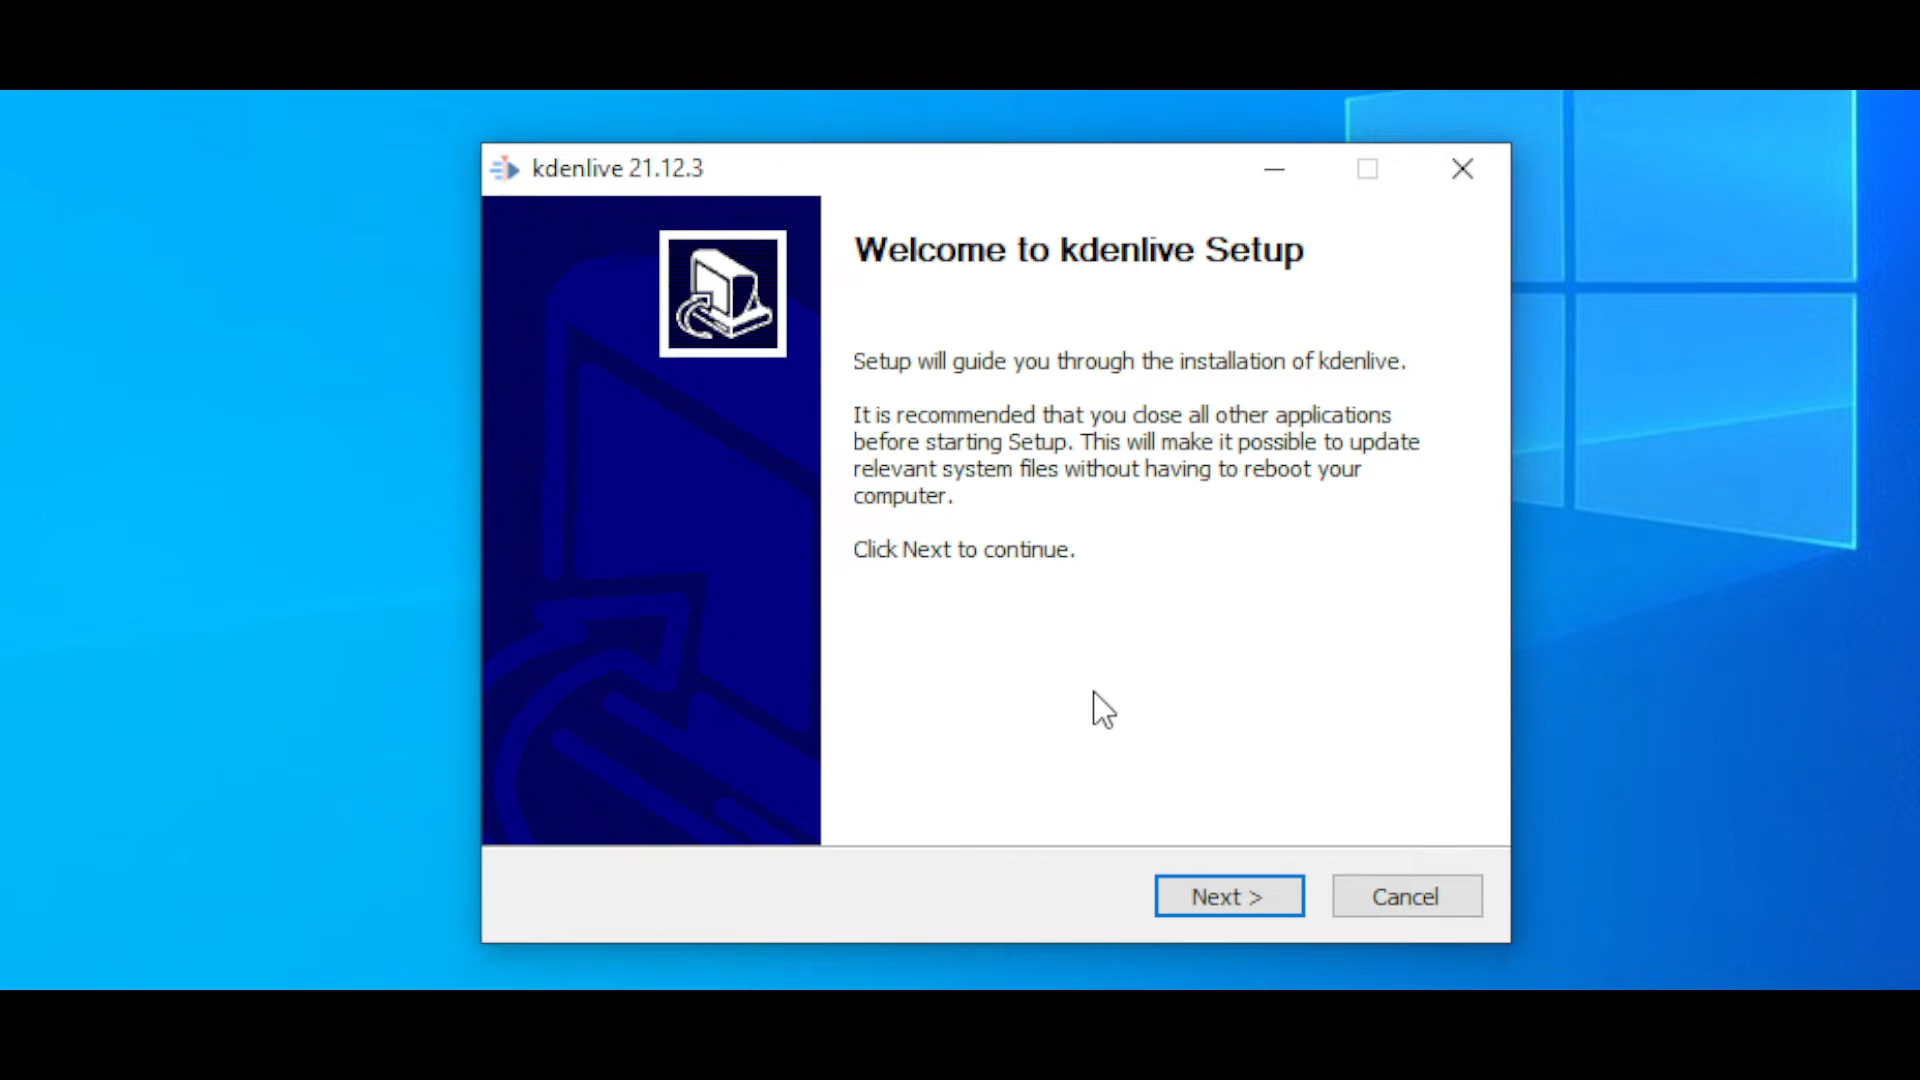 kdenlive 21.12.3
Welcome to kdenlive Setup
Setup will guide you through the installation of kdenlive.
It is recommended that you close all other applications
before starting Setup. This will make it possible to update
relevant system files without having to reboot your
computer.
Click Next to continue.
Next >
Cancel